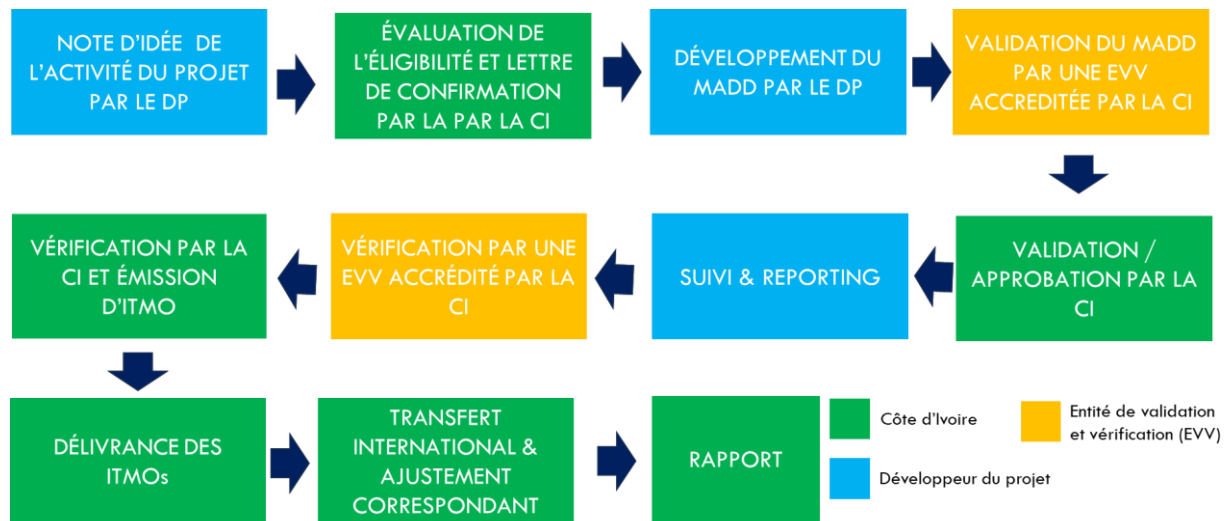 NOTE D'IDÉE DE
L'ACTIVITÉ DU PROJET
PAR LE DP
ÉVALUATION DE
L'ÉLIGIBILITÉ ET LETTRE
DE CONFIRMATION
PAR LA PAR LA CI
DÉVELOPPEMENT DU
MADD PAR LE DP
VALIDATION DU MADD
PAR UNE EVV
ACCREDITÉE PAR LA CI
VÉRIFICATION PAR LA
CI ET ÉMISSION
D'ITMO
VÉRIFICATION PAR UNE
EVV ACCRÉDITÉ PAR LA
CI
SUIVI & REPORTING
VALIDATION /
APPROBATION PAR LA
CI
DÉLIVRANCE DES
ITMOs
TRANSFERT
INTERNATIONAL &
AJUSTEMENT
CORRESPONDANT
RAPPORT
Côte d'Ivoire
Entité de validation
et vérification (EVV)
Développeur du projet